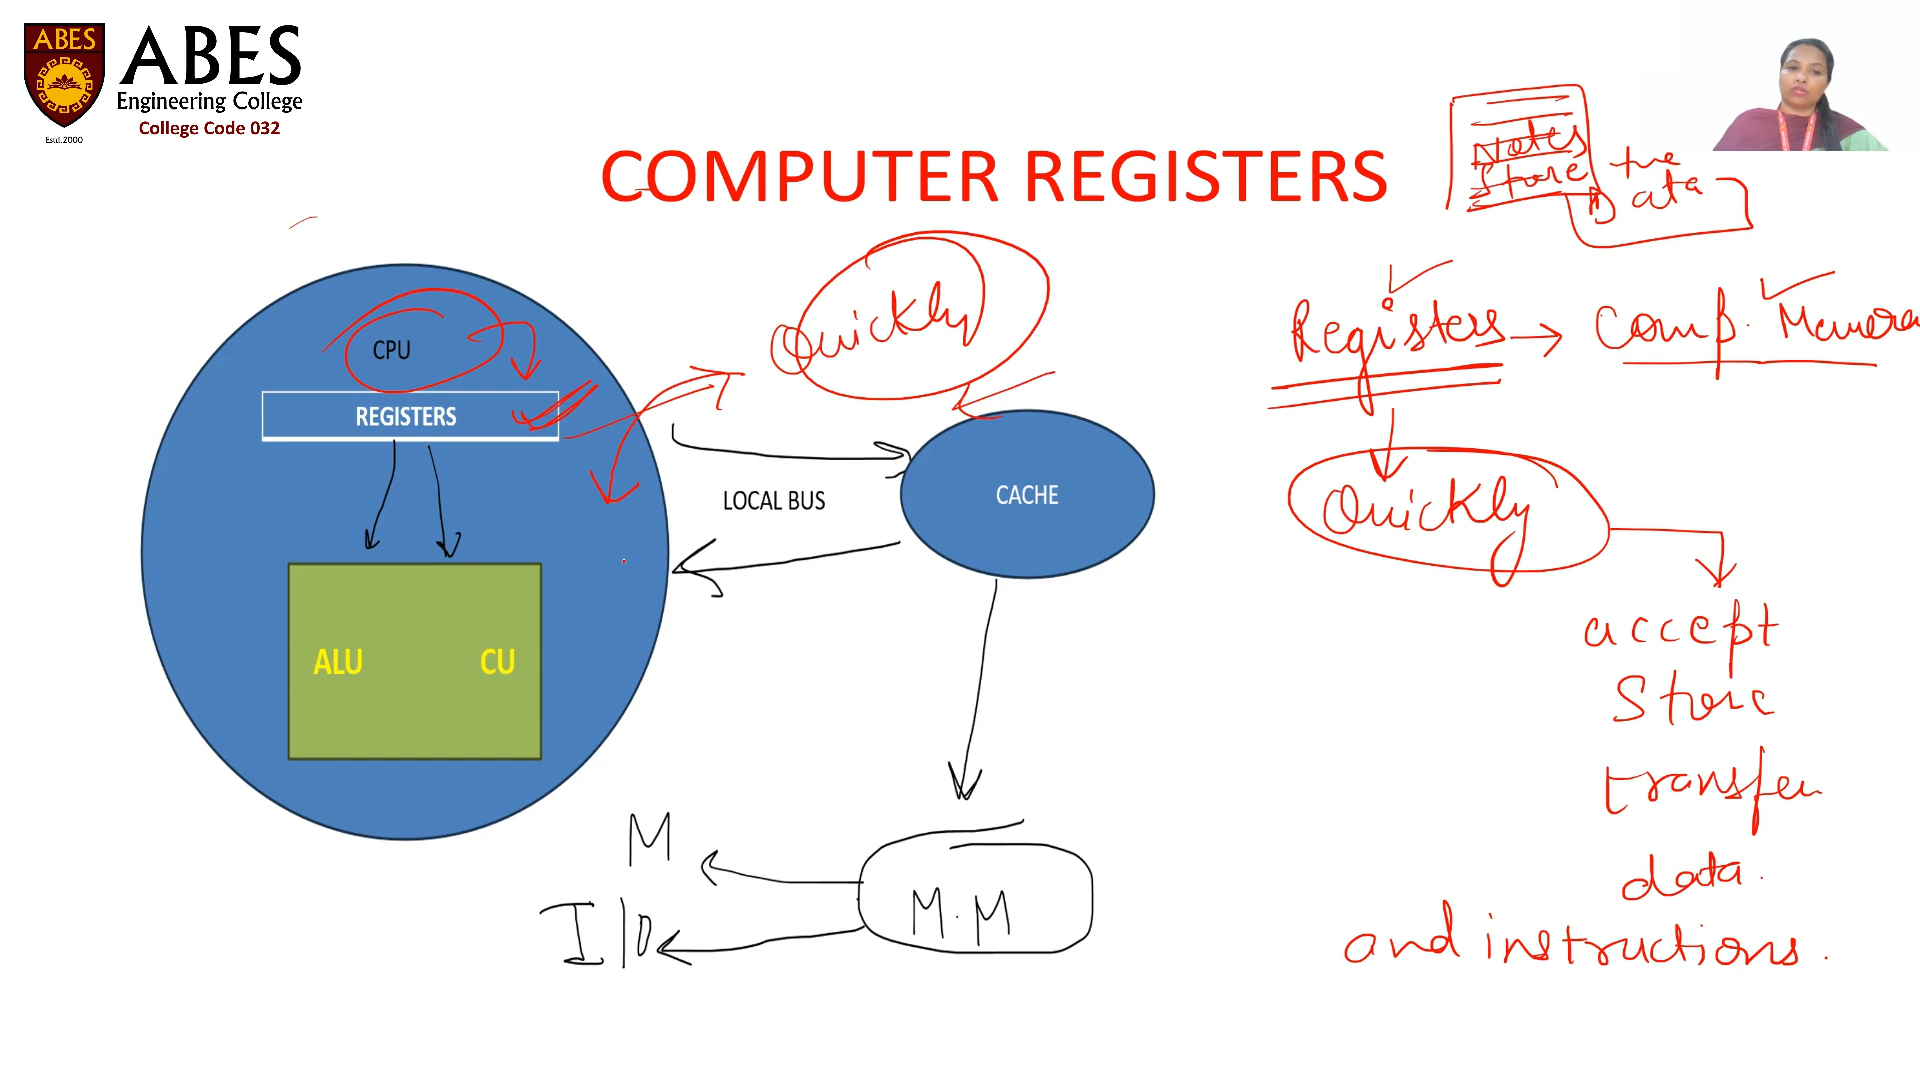 ABES
ABES
Engineering College
College Code 032
Estd.2000
COMPUTER REGISTERS
Notes
Store the
Data
CPU
REGISTERS
Quickly
Registers → Comp. Memora
LOCAL BUS
CACHE
Quickly
ALU CU
accept
Store
transfer
data.
and instructions.
M
I/O
M.M